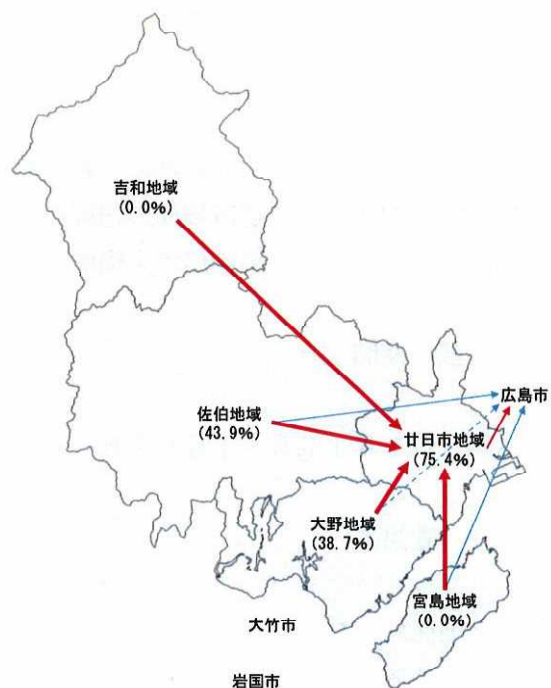 吉和地域
(0.0%)
広島市
佐伯地域
(43.9%)
廿日市地域
(75.4%)
大野地域
(38.7%)
宮島地域
(0.0%)
大竹市
岩国市